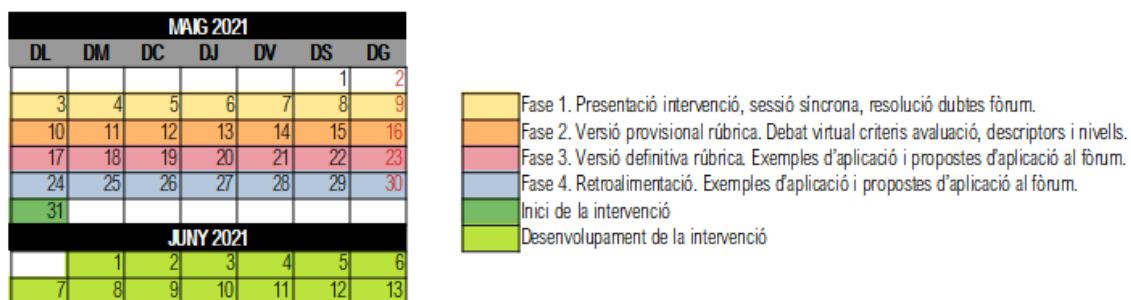 MAIG 2021
DL DM DC DJ DV DS DG
1 2
3 4 5 6 7 8 9
10 11 12 13 14 15 16
17 18 19 20 21 22 23
24 25 26 27 28 29 30
31
JUNY 2021
1 2 3 4 5 6
7 8 9 10 11 12 13
Fase 1. Presentació intervenció, sessió síncrona, resolució dubtes fòrum.
Fase 2. Versió provisional rúbrica. Debat virtual criteris avaluació, descriptors i nivells.
Fase 3. Versió definitiva rúbrica. Exemples d'aplicació i propostes d'aplicació al fòrum.
Fase 4. Retroalimentació. Exemples d'aplicació i propostes d'aplicació al fòrum.
Inici de la intervenció
Desenvolupament de la intervenció